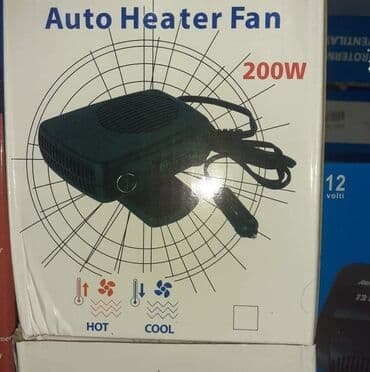 Auto Heater Fan
200W
HOT
COOL
12
volti